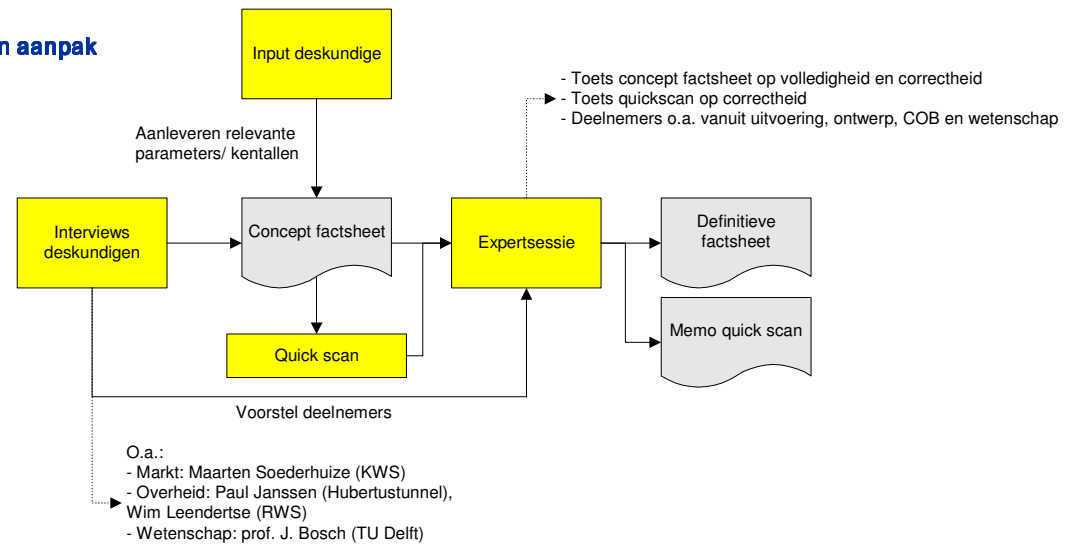 n aanpak
Input deskundige
- Toets concept factsheet op volledigheid en correctheid
- Toets quickscan op correctheid
- Deelnemers o.a. vanuit uitvoering, ontwerp, COB en wetenschap
Aanleveren relevante
parameters/ kentallen
Interviews
deskundigen
Concept factsheet
Expertsessie
Definitieve
factsheet
Quick scan
Memo quick scan
Voorstel deelnemers
O.a.:
- Markt: Maarten Soederhuize (KWS)
- Overheid: Paul Janssen (Hubertustunnel),
Wim Leendertse (RWS)
- Wetenschap: prof. J. Bosch (TU Delft)